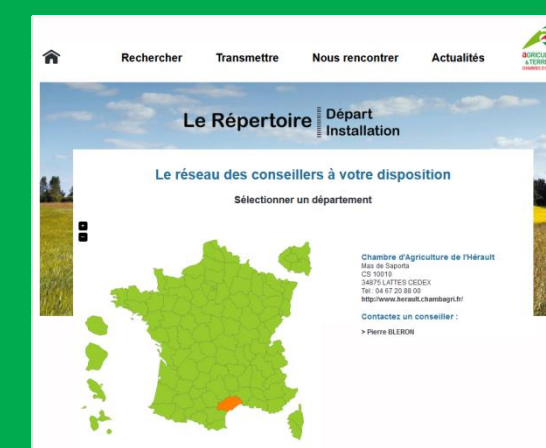 Rechercher Transmettre Nous rencontrer Actualités
AGRICUL
& TERRI
Le Répertoire Départ
Installation
Le réseau des conseillers à votre disposition
Sélectionner un département
+
-
Chambre d'Agriculture de l'Hérault
Mas de Saporta
CS 10010
34875 LATTES CEDEX
Tel : 04 67 20 88 00
http://www.herault.chambagri.fr/
Contactez un conseiller :
> Pierre BLERON